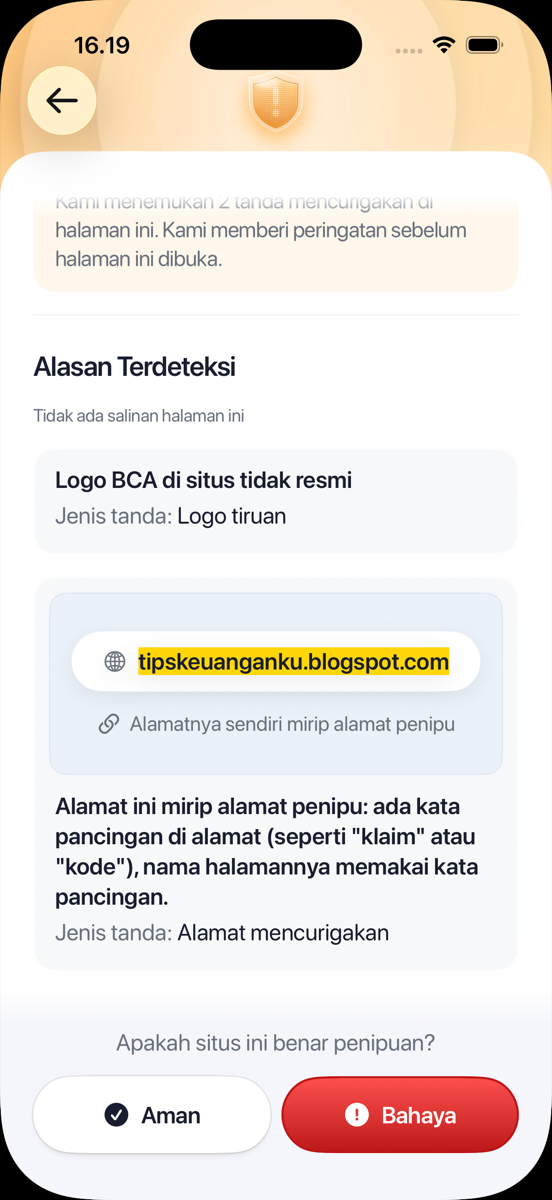 16.19
Kami menemukan 2 tanda mencurigakan di
halaman ini. Kami memberi peringatan sebelum
halaman ini dibuka.
Alasan Terdeteksi
Tidak ada salinan halaman ini
Logo BCA di situs tidak resmi
Jenis tanda: Logo tiruan
tipskeuanganku.blogspot.com
Alamatnya sendiri mirip alamat penipu
Alamat ini mirip alamat penipu: ada kata
pancingan di alamat (seperti "klaim" atau
"kode"), nama halamannya memakai kata
pancingan.
Jenis tanda: Alamat mencurigakan
Apakah situs ini benar penipuan?
Aman
Bahaya